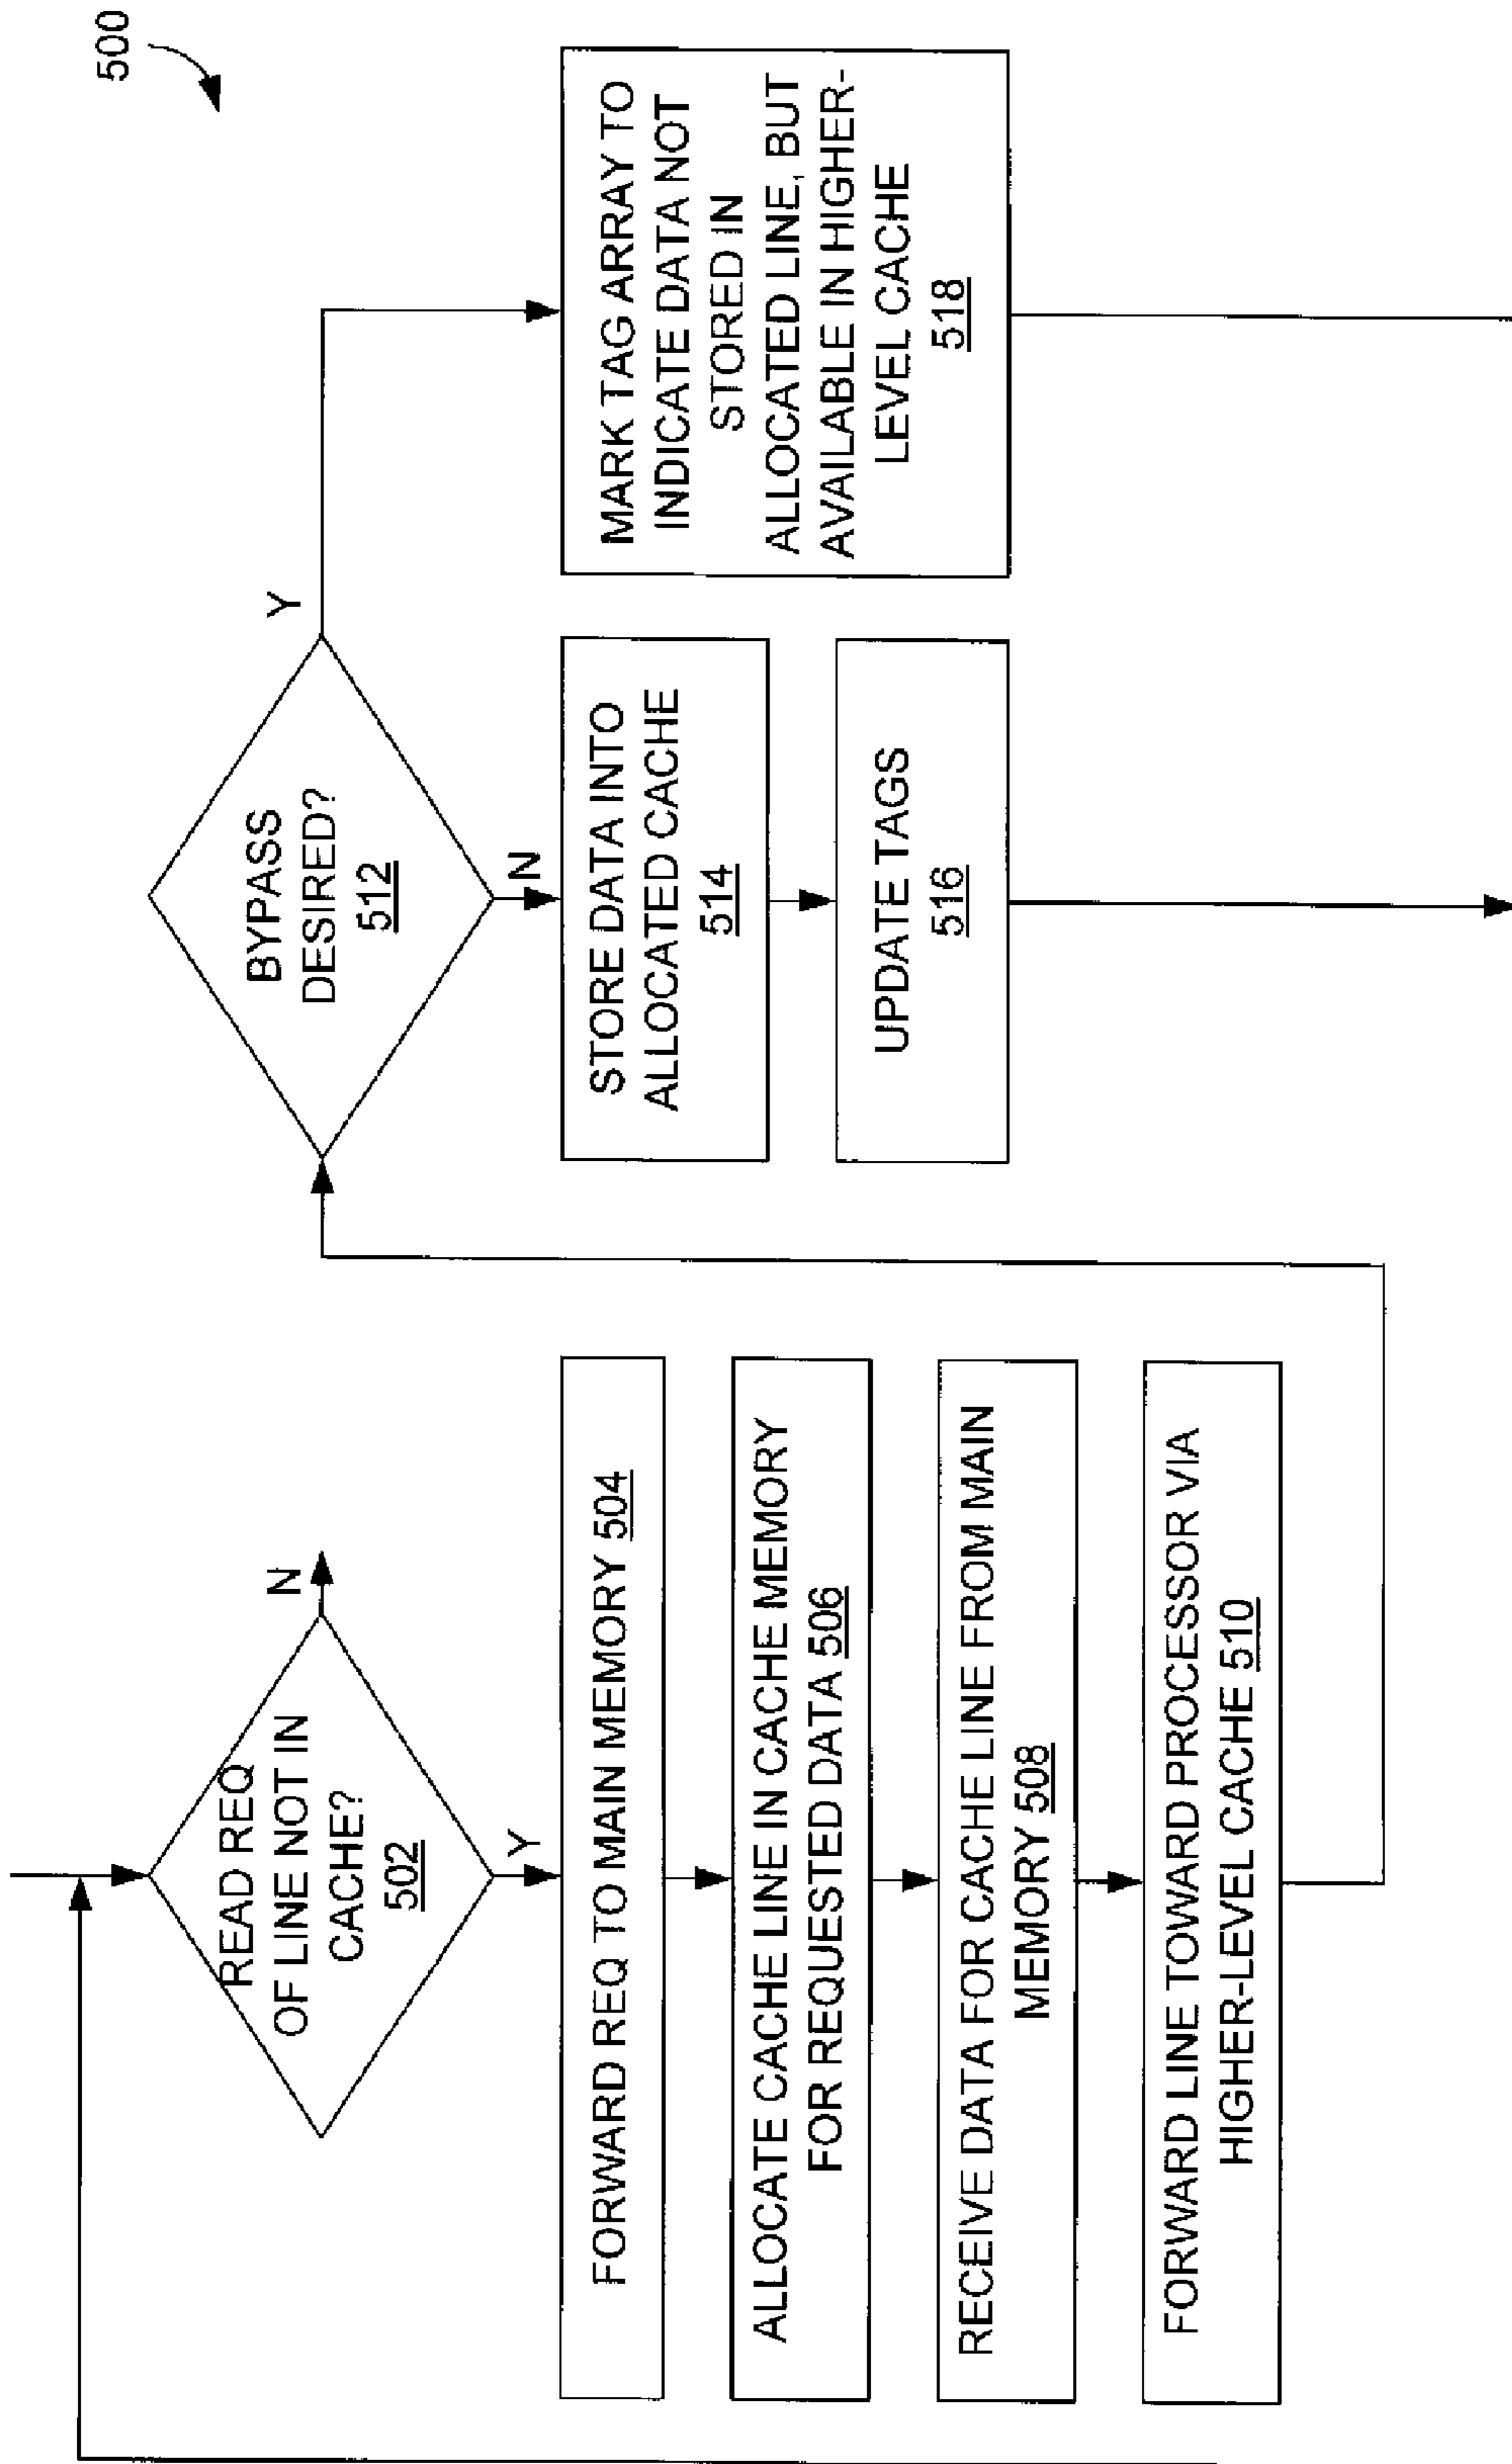 500
READ REQ
OF LINE NOT IN
CACHE?
502
N
Y
FORWARD REQ TO MAIN MEMORY 504
ALLOCATE CACHE LINE IN CACHE MEMORY
FOR REQUESTED DATA 506
RECEIVE DATA FOR CACHE LINE FROM MAIN
MEMORY 508
FORWARD LINE TOWARD PROCESSOR VIA
HIGHER-LEVEL CACHE 510
BYPASS
DESIRED?
512
Y
N
STORE DATA INTO
ALLOCATED CACHE
514
UPDATE TAGS
516
MARK TAG ARRAY TO
INDICATE DATA NOT
STORED IN
ALLOCATED LINE, BUT
AVAILABLE IN HIGHER-
LEVEL CACHE
518